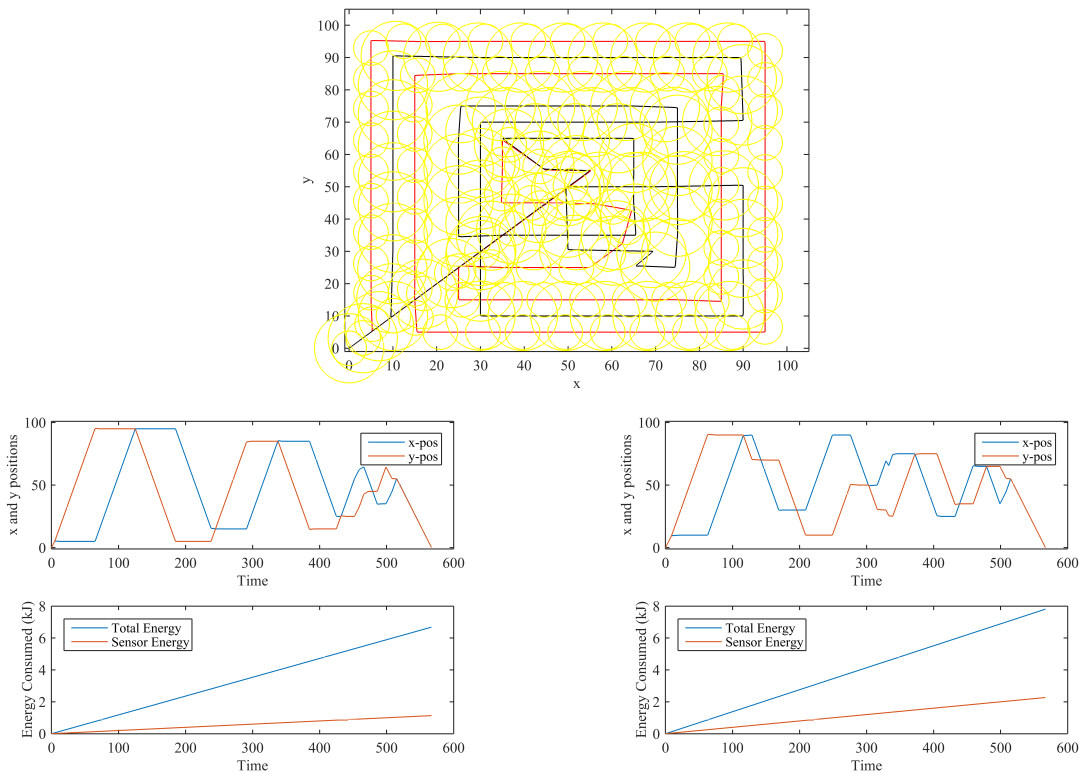 100
90
80
70
60
50
40
30
20
10
0
y
0 10 20 30 40 50 60 70 80 90 100
x
100
50
0
x and y positions
x-pos
y-pos
0 100 200 300 400 500 600
Time
100
50
0
x and y positions
x-pos
y-pos
0 100 200 300 400 500 600
Time
8
6
4
2
0
Energy Consumed (kJ)
Total Energy
Sensor Energy
0 100 200 300 400 500 600
Time
8
6
4
2
0
Energy Consumed (kJ)
Total Energy
Sensor Energy
0 100 200 300 400 500 600
Time